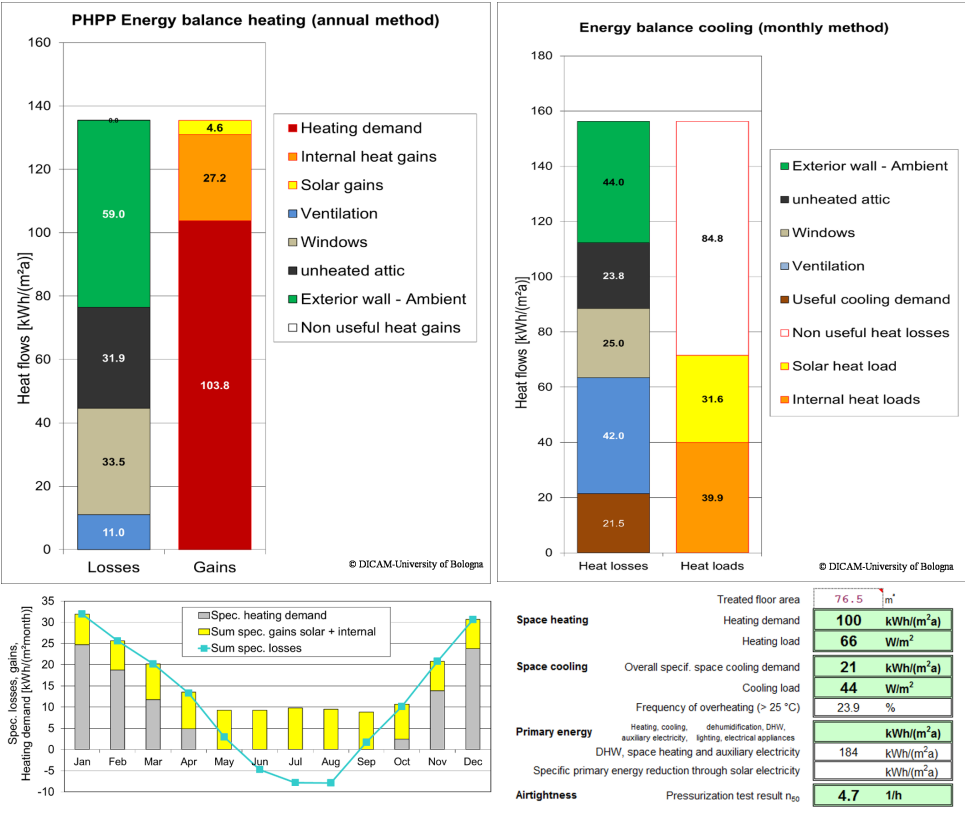 PHPP Energy balance heating (annual method)
160
140
120
100
80
60
40
20
0
Heat flows [kWh/(m²a)]
0.0
59.0
31.9
33.5
11.0
4.6
27.2
103.8
Losses
Gains
Heating demand
Internal heat gains
Solar gains
Ventilation
Windows
unheated attic
Exterior wall - Ambient
Non useful heat gains
© DICAM-University of Bologna
Energy balance cooling (monthly method)
180
160
140
120
100
80
60
40
20
0
Heat flows [kWh/(m²a)]
44.0
23.8
25.0
42.0
21.5
84.8
31.6
39.9
Heat losses
Heat loads
Exterior wall - Ambient
unheated attic
Windows
Ventilation
Useful cooling demand
Non useful heat losses
Solar heat load
Internal heat loads
© DICAM-University of Bologna
35
30
25
20
15
10
5
0
-5
-10
Spec. losses, gains,
Heating demand [kWh/(m²month)]
Spec. heating demand
Sum spec. gains solar + internal
Sum spec. losses
Jan Feb Mar Apr May Jun Jul Aug Sep Oct Nov Dec
Treated floor area 76.5 m²
Space heating Heating demand 100 kWh/(m²a)
Heating load 66 W/m²
Space cooling Overall specif. space cooling demand 21 kWh/(m²a)
Cooling load 44 W/m²
Frequency of overheating (> 25 °C) 23.9 %
Primary energy Heating, cooling, dehumidification, DHW, kWh/(m²a)
auxiliary electricity, lighting, electrical appliances
DHW, space heating and auxiliary electricity 184 kWh/(m²a)
Specific primary energy reduction through solar electricity kWh/(m²a)
Airtightness Pressurization test result n₅₀ 4.7 1/h